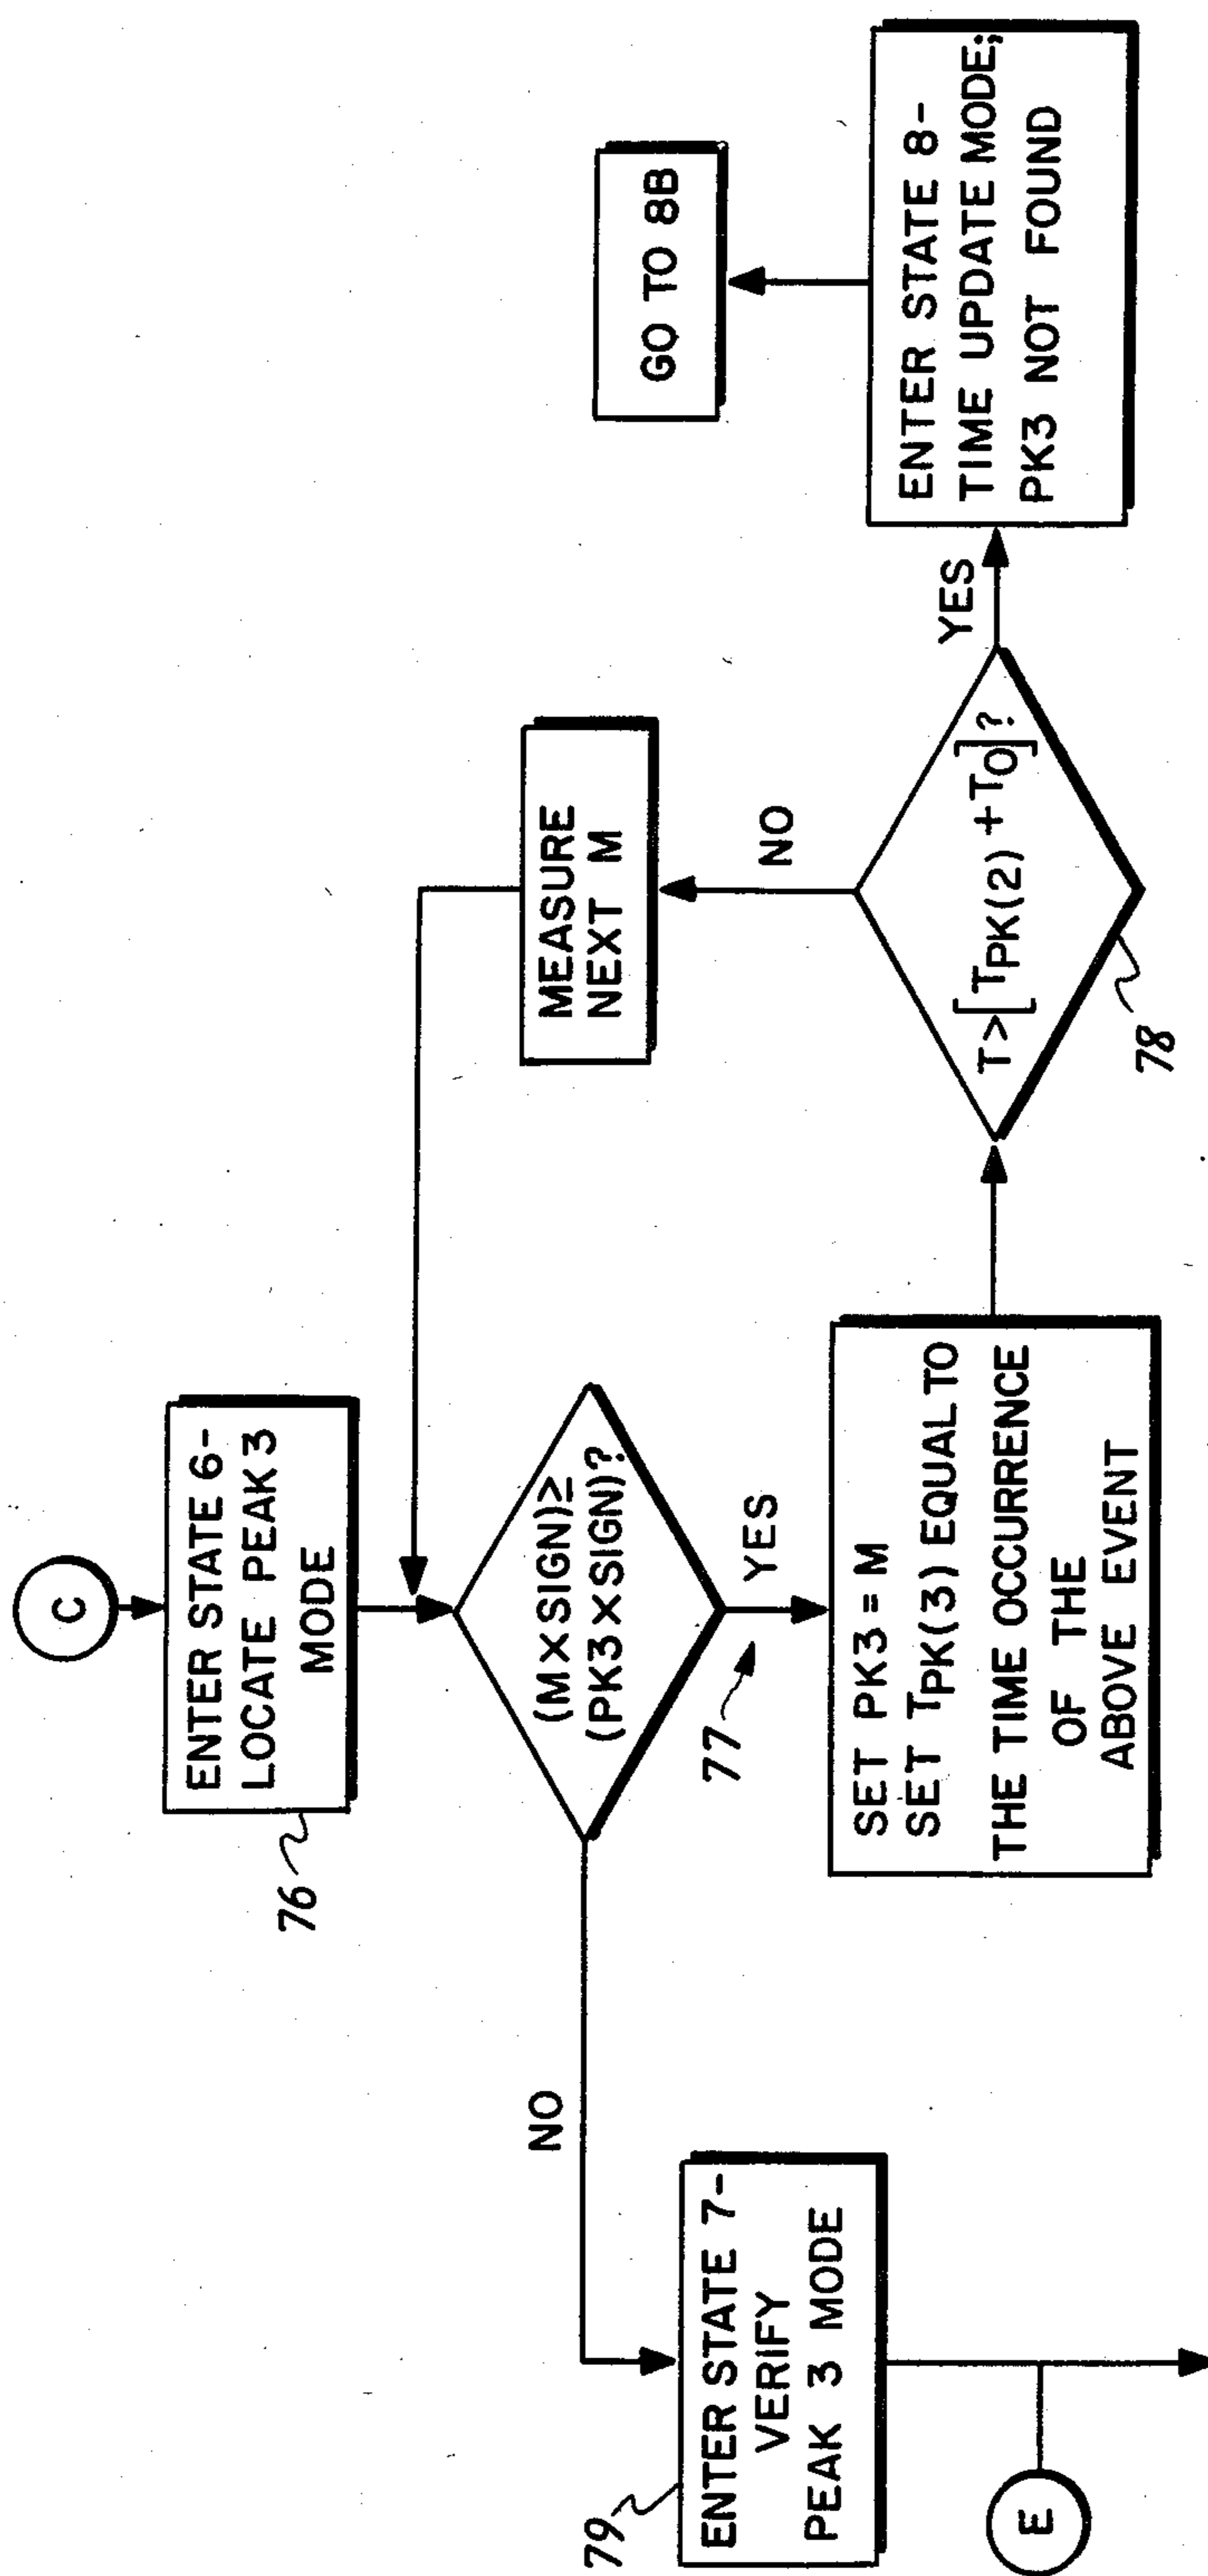 C
ENTER STATE 6-
LOCATE PEAK 3
MODE
76
(M×SIGN)≥
(PK3×SIGN)?
NO
77
YES
ENTER STATE 7-
VERIFY
PEAK 3 MODE
79
E
SET PK3 = M
SET TPK(3) EQUAL TO
THE TIME OCCURRENCE
OF THE
ABOVE EVENT
T>[TPK(2) + TO]?
78
NO
MEASURE
NEXT M
YES
ENTER STATE 8-
TIME UPDATE MODE;
PK3 NOT FOUND
GO TO 8B